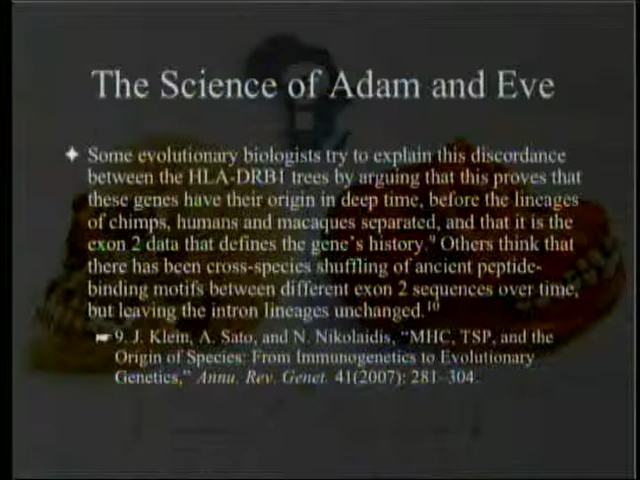 The Science of Adam and Eve
Some evolutionary biologists try to explain this discordance
between the HLA-DRB1 trees by arguing that this proves that
these genes have their origin in deep time, before the lineages
of chimps, humans and macaques separated, and that it is the
exon 2 data that defines the gene's history.⁹ Others think that
there has been cross-species shuffling of ancient peptide-
binding motifs between different exon 2 sequences over time,
but leaving the intron lineages unchanged.¹⁰
9. J. Klein, A. Sato, and N. Nikolaidis, "MHC, TSP, and the
Origin of Species: From Immunogenetics to Evolutionary
Genetics," Annu. Rev. Genet. 41(2007): 281–304.